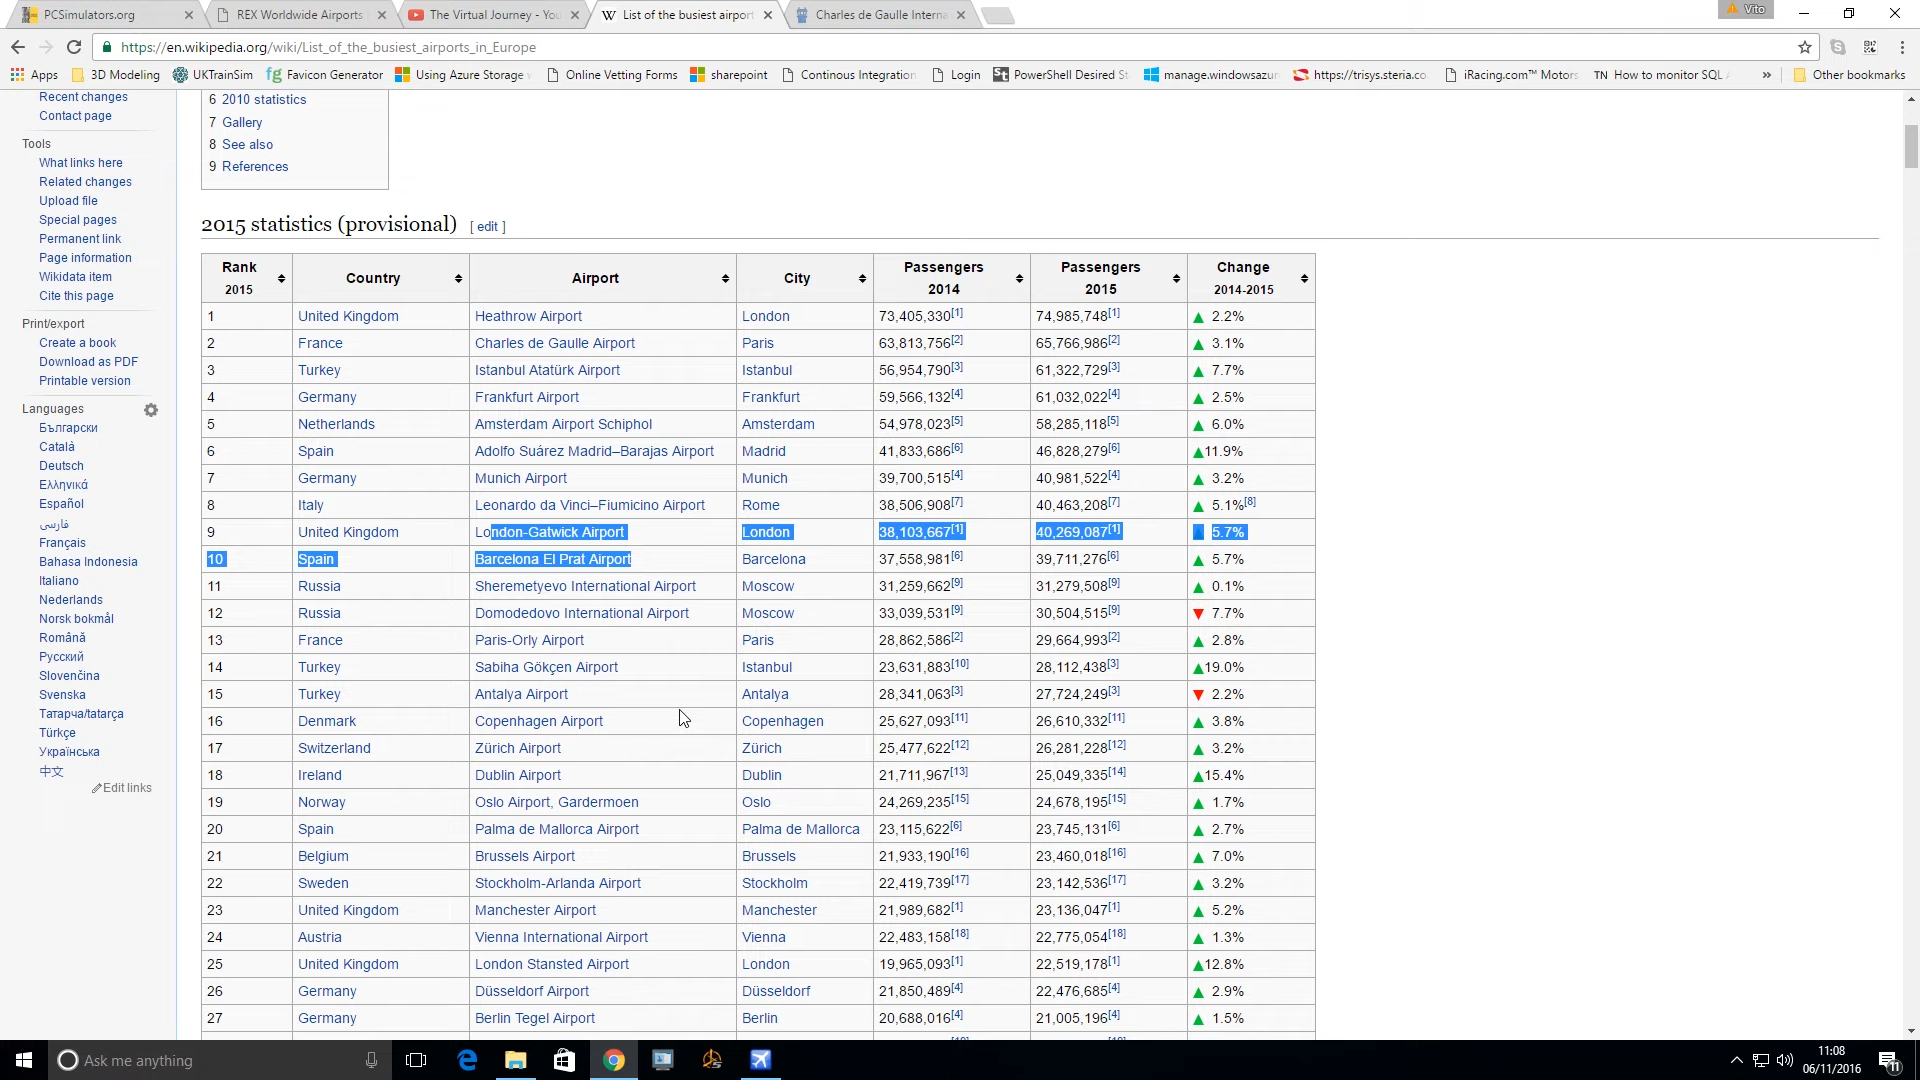 PCSimulators.org
REX Worldwide Airports
The Virtual Journey - You
List of the busiest airport
Charles de Gaulle Interna
Vito
https://en.wikipedia.org/wiki/List_of_the_busiest_airports_in_Europe
Apps
3D Modeling
UKTrainSim
Favicon Generator
Using Azure Storage
Online Vetting Forms
sharepoint
Continous Integration
Login
PowerShell Desired St
manage.windowsazu
https://trisys.steria.co
iRacing.com™ Motors
TN How to monitor SQL
»
Other bookmarks
Recent changes
Contact page
Tools
What links here
Related changes
Upload file
Special pages
Permanent link
Page information
Wikidata item
Cite this page
Print/export
Create a book
Download as PDF
Printable version
Languages
Български
Català
Deutsch
Ελληνικά
Español
فارسی
Français
Bahasa Indonesia
Italiano
Nederlands
Norsk bokmål
Română
Русский
Slovenčina
Svenska
Татарча/tatarça
Türkçe
Українська
中文
Edit links
6 2010 statistics
7 Gallery
8 See also
9 References
2015 statistics (provisional) [ edit ]
Rank 2015 Country Airport City Passengers 2014 Passengers 2015 Change 2014-2015
1 United Kingdom Heathrow Airport London 73,405,330[1] 74,985,748[1] ▲ 2.2%
2 France Charles de Gaulle Airport Paris 63,813,756[2] 65,766,986[2] ▲ 3.1%
3 Turkey Istanbul Atatürk Airport Istanbul 56,954,790[3] 61,322,729[3] ▲ 7.7%
4 Germany Frankfurt Airport Frankfurt 59,566,132[4] 61,032,022[4] ▲ 2.5%
5 Netherlands Amsterdam Airport Schiphol Amsterdam 54,978,023[5] 58,285,118[5] ▲ 6.0%
6 Spain Adolfo Suárez Madrid–Barajas Airport Madrid 41,833,686[6] 46,828,279[6] ▲11.9%
7 Germany Munich Airport Munich 39,700,515[4] 40,981,522[4] ▲ 3.2%
8 Italy Leonardo da Vinci–Fiumicino Airport Rome 38,506,908[7] 40,463,208[7] ▲ 5.1%[8]
9 United Kingdom London-Gatwick Airport London 38,103,667[1] 40,269,087[1] ▲ 5.7%
10 Spain Barcelona El Prat Airport Barcelona 37,558,981[6] 39,711,276[6] ▲ 5.7%
11 Russia Sheremetyevo International Airport Moscow 31,259,662[9] 31,279,508[9] ▲ 0.1%
12 Russia Domodedovo International Airport Moscow 33,039,531[9] 30,504,515[9] ▼ 7.7%
13 France Paris-Orly Airport Paris 28,862,586[2] 29,664,993[2] ▲ 2.8%
14 Turkey Sabiha Gökçen Airport Istanbul 23,631,883[10] 28,112,438[3] ▲19.0%
15 Turkey Antalya Airport Antalya 28,341,063[3] 27,724,249[3] ▼ 2.2%
16 Denmark Copenhagen Airport Copenhagen 25,627,093[11] 26,610,332[11] ▲ 3.8%
17 Switzerland Zürich Airport Zürich 25,477,622[12] 26,281,228[12] ▲ 3.2%
18 Ireland Dublin Airport Dublin 21,711,967[13] 25,049,335[14] ▲15.4%
19 Norway Oslo Airport, Gardermoen Oslo 24,269,235[15] 24,678,195[15] ▲ 1.7%
20 Spain Palma de Mallorca Airport Palma de Mallorca 23,115,622[6] 23,745,131[6] ▲ 2.7%
21 Belgium Brussels Airport Brussels 21,933,190[16] 23,460,018[16] ▲ 7.0%
22 Sweden Stockholm-Arlanda Airport Stockholm 22,419,739[17] 23,142,536[17] ▲ 3.2%
23 United Kingdom Manchester Airport Manchester 21,989,682[1] 23,136,047[1] ▲ 5.2%
24 Austria Vienna International Airport Vienna 22,483,158[18] 22,775,054[18] ▲ 1.3%
25 United Kingdom London Stansted Airport London 19,965,093[1] 22,519,178[1] ▲12.8%
26 Germany Düsseldorf Airport Düsseldorf 21,850,489[4] 22,476,685[4] ▲ 2.9%
27 Germany Berlin Tegel Airport Berlin 20,688,016[4] 21,005,196[4] ▲ 1.5%
Ask me anything
11:08
06/11/2016
11